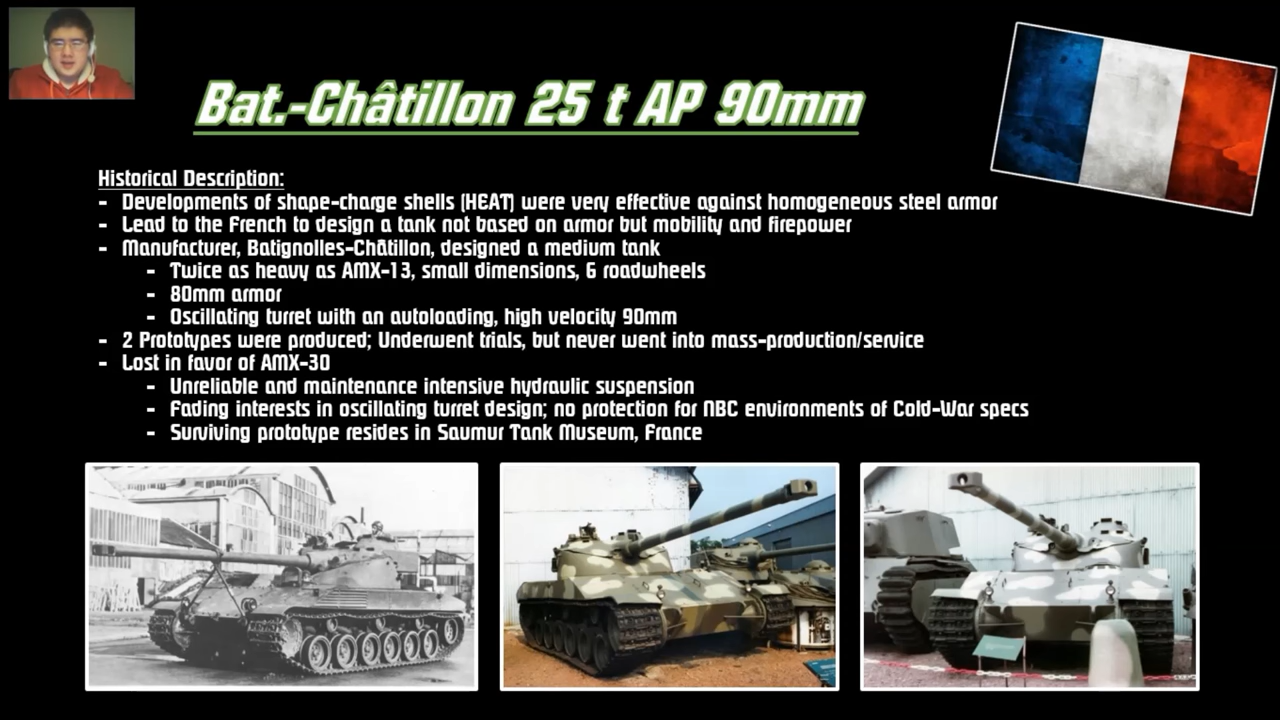 Bat.-Châtillon 25 t AP 90mm
Historical Description:
- Developments of shape-charge shells (HEAT) were very effective against homogeneous steel armor
- Lead to the French to design a tank not based on armor but mobility and firepower
- Manufacturer, Batignolles-Châtillon, designed a medium tank
- Twice as heavy as AMX-13, small dimensions, 6 roadwheels
- 80mm armor
- Oscillating turret with an autoloading, high velocity 90mm
- 2 Prototypes were produced; Underwent trials, but never went into mass-production/service
- Lost in favor of AMX-30
- Unreliable and maintenance intensive hydraulic suspension
- Fading interests in oscillating turret design; no protection for NBC environments of Cold-War specs
- Surviving prototype resides in Saumur Tank Museum, France